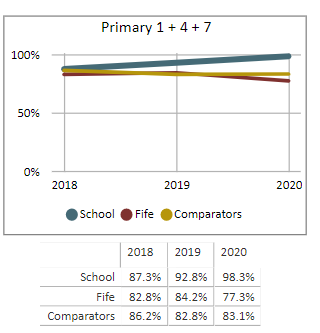 Primary 1 + 4 + 7
100%
50%
0%
2018 2019 2020
School Fife Comparators
2018 2019 2020
School 87.3% 92.8% 98.3%
Fife 82.8% 84.2% 77.3%
Comparators 86.2% 82.8% 83.1%